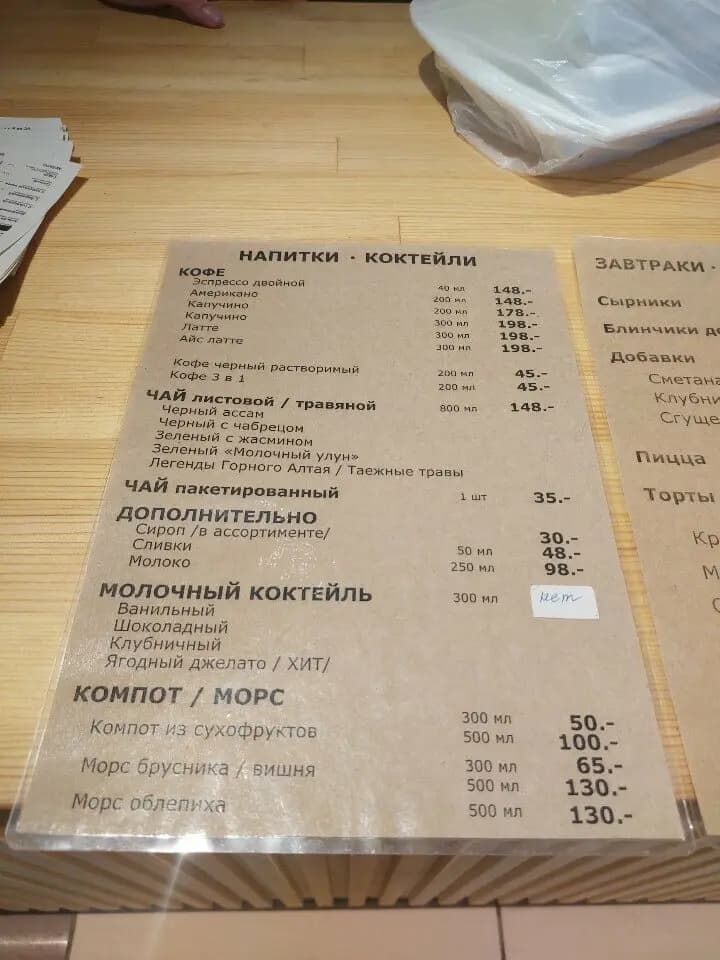 НАПИТКИ · КОКТЕЙЛИ
КОФЕ
Эспрессо двойной 40 мл 148.-
Американо 200 мл 148.-
Капучино 200 мл 178.-
Капучино 300 мл 198.-
Латте 300 мл 198.-
Айс латте 300 мл 198.-
Кофе черный растворимый 200 мл 45.-
Кофе 3 в 1 200 мл 45.-
ЧАЙ листовой / травяной 800 мл 148.-
Черный ассам
Черный с чабрецом
Зеленый с жасмином
Зеленый «Молочный улун»
Легенды Горного Алтая / Таежные травы
ЧАЙ пакетированный 1 шт 35.-
ДОПОЛНИТЕЛЬНО
Сироп /в ассортименте/ 30.-
Сливки 50 мл 48.-
Молоко 250 мл 98.-
МОЛОЧНЫЙ КОКТЕЙЛЬ 300 мл нет
Ванильный
Шоколадный
Клубничный
Ягодный джелато / ХИТ/
КОМПОТ / МОРС
Компот из сухофруктов 300 мл 50.-
500 мл 100.-
Морс брусника / вишня 300 мл 65.-
500 мл 130.-
Морс облепиха 500 мл 130.-
ЗАВТРАКИ ·
Сырники
Блинчики
Добавки
Сметана
Пицца
Торты